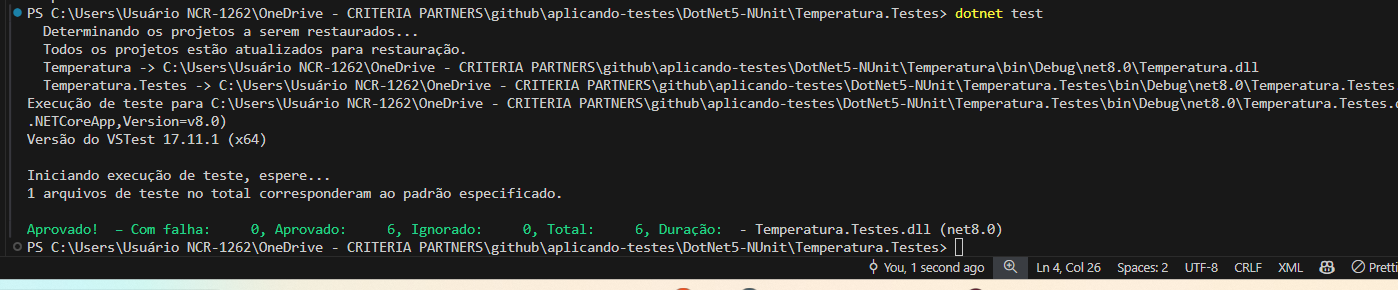 PS C:\Users\Usuário NCR-1262\OneDrive - CRITERIA PARTNERS\github\aplicando-testes\DotNet5-NUnit\Temperatura.Testes> dotnet test
Determinando os projetos a serem restaurados...
Todos os projetos estão atualizados para restauração.
Temperatura -> C:\Users\Usuário NCR-1262\OneDrive - CRITERIA PARTNERS\github\aplicando-testes\DotNet5-NUnit\Temperatura\bin\Debug\net8.0\Temperatura.dll
Temperatura.Testes -> C:\Users\Usuário NCR-1262\OneDrive - CRITERIA PARTNERS\github\aplicando-testes\DotNet5-NUnit\Temperatura.Testes\bin\Debug\net8.0\Temperatura.Testes
Execução de teste para C:\Users\Usuário NCR-1262\OneDrive - CRITERIA PARTNERS\github\aplicando-testes\DotNet5-NUnit\Temperatura.Testes\bin\Debug\net8.0\Temperatura.Testes.
.NETCoreApp,Version=v8.0)
Versão do VSTest 17.11.1 (x64)
Iniciando execução de teste, espere...
1 arquivos de teste no total corresponderam ao padrão especificado.
Aprovado! – Com falha: 0, Aprovado: 6, Ignorado: 0, Total: 6, Duração: - Temperatura.Testes.dll (net8.0)
PS C:\Users\Usuário NCR-1262\OneDrive - CRITERIA PARTNERS\github\aplicando-testes\DotNet5-NUnit\Temperatura.Testes>
You, 1 second ago Ln 4, Col 26 Spaces: 2 UTF-8 CRLF XML Pretti